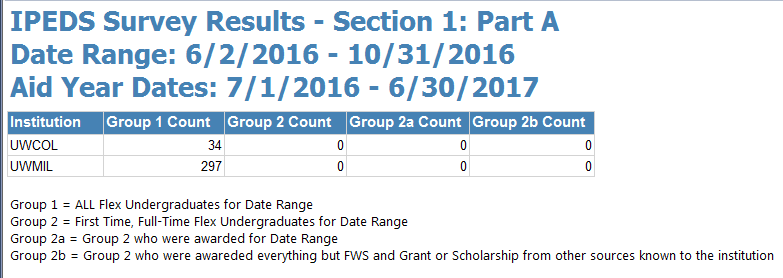 IPEDS Survey Results - Section 1: Part A
Date Range: 6/2/2016 - 10/31/2016
Aid Year Dates: 7/1/2016 - 6/30/2017
Institution Group 1 Count Group 2 Count Group 2a Count Group 2b Count
UWCOL 34 0 0 0
UWMIL 297 0 0 0
Group 1 = ALL Flex Undergraduates for Date Range
Group 2 = First Time, Full-Time Flex Undergraduates for Date Range
Group 2a = Group 2 who were awarded for Date Range
Group 2b = Group 2 who were awareded everything but FWS and Grant or Scholarship from other sources known to the institution